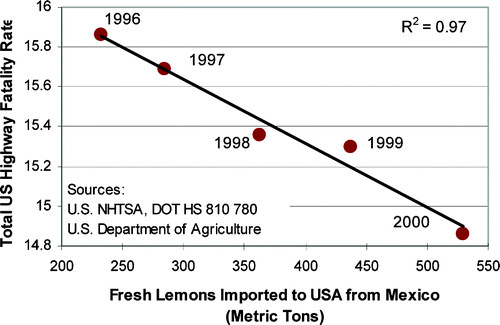 Total US Highway Fatality Rate
16
15.8
15.6
15.4
15.2
15
14.8
1996
R2 = 0.97
1997
1998
1999
2000
Sources:
U.S. NHTSA, DOT HS 810 780
U.S. Department of Agriculture
200 250 300 350 400 450 500 550
Fresh Lemons Imported to USA from Mexico
(Metric Tons)